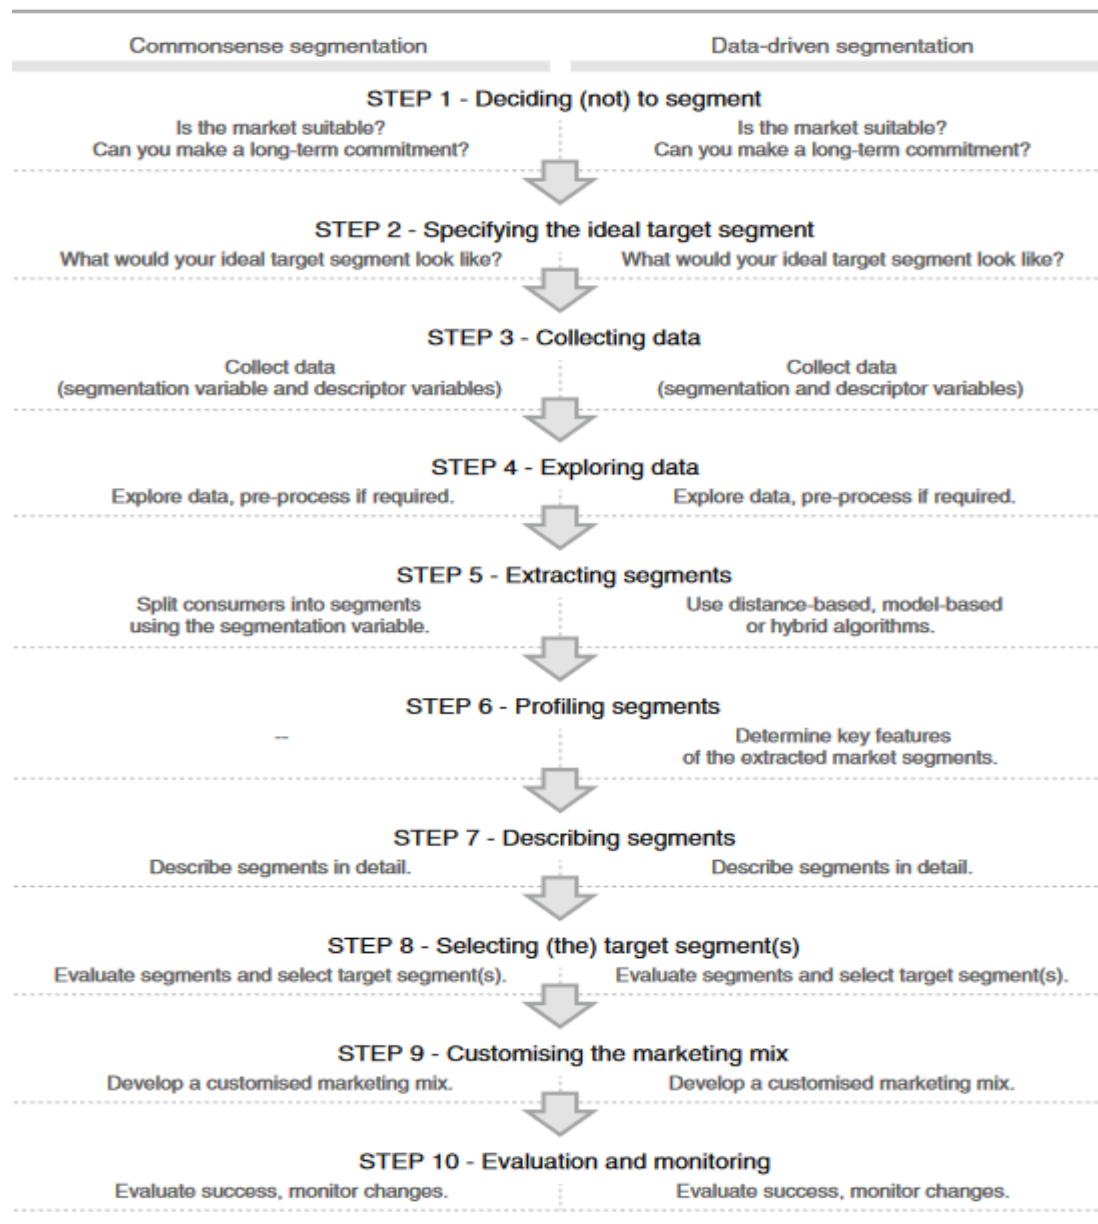 Commonsense segmentation
Data-driven segmentation
STEP 1 - Deciding (not) to segment
Is the market suitable?
Can you make a long-term commitment?
Is the market suitable?
Can you make a long-term commitment?
STEP 2 - Specifying the ideal target segment
What would your ideal target segment look like?
What would your ideal target segment look like?
STEP 3 - Collecting data
Collect data
(segmentation variable and descriptor variables)
Collect data
(segmentation and descriptor variables)
STEP 4 - Exploring data
Explore data, pre-process if required.
Explore data, pre-process if required.
STEP 5 - Extracting segments
Split consumers into segments
using the segmentation variable.
Use distance-based, model-based
or hybrid algorithms.
STEP 6 - Profiling segments
--
Determine key features
of the extracted market segments.
STEP 7 - Describing segments
Describe segments in detail.
Describe segments in detail.
STEP 8 - Selecting (the) target segment(s)
Evaluate segments and select target segment(s).
Evaluate segments and select target segment(s).
STEP 9 - Customising the marketing mix
Develop a customised marketing mix.
Develop a customised marketing mix.
STEP 10 - Evaluation and monitoring
Evaluate success, monitor changes.
Evaluate success, monitor changes.